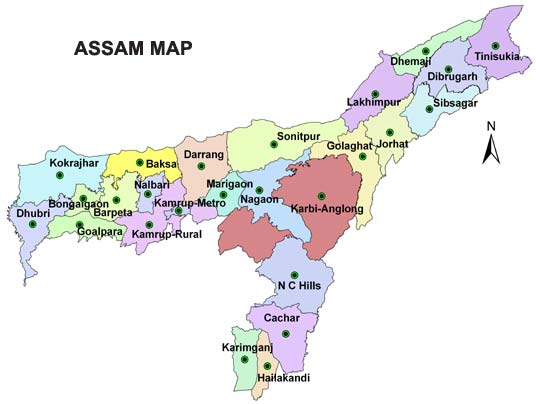 ASSAM MAP
Dhemaji
Tinisukia
Dibrugarh
Lakhimpur
Sibsagar
N
Sonitpur
Golaghat
Jorhat
Kokrajhar
Baksa
Darrang
Nalbari
Marigaon
Nagaon
Bongaigaon
Kamrup-Metro
Karbi-Anglong
Dhubri
Barpeta
Goalpara
Kamrup-Rural
N C Hills
Cachar
Karimganj
Hailakandi